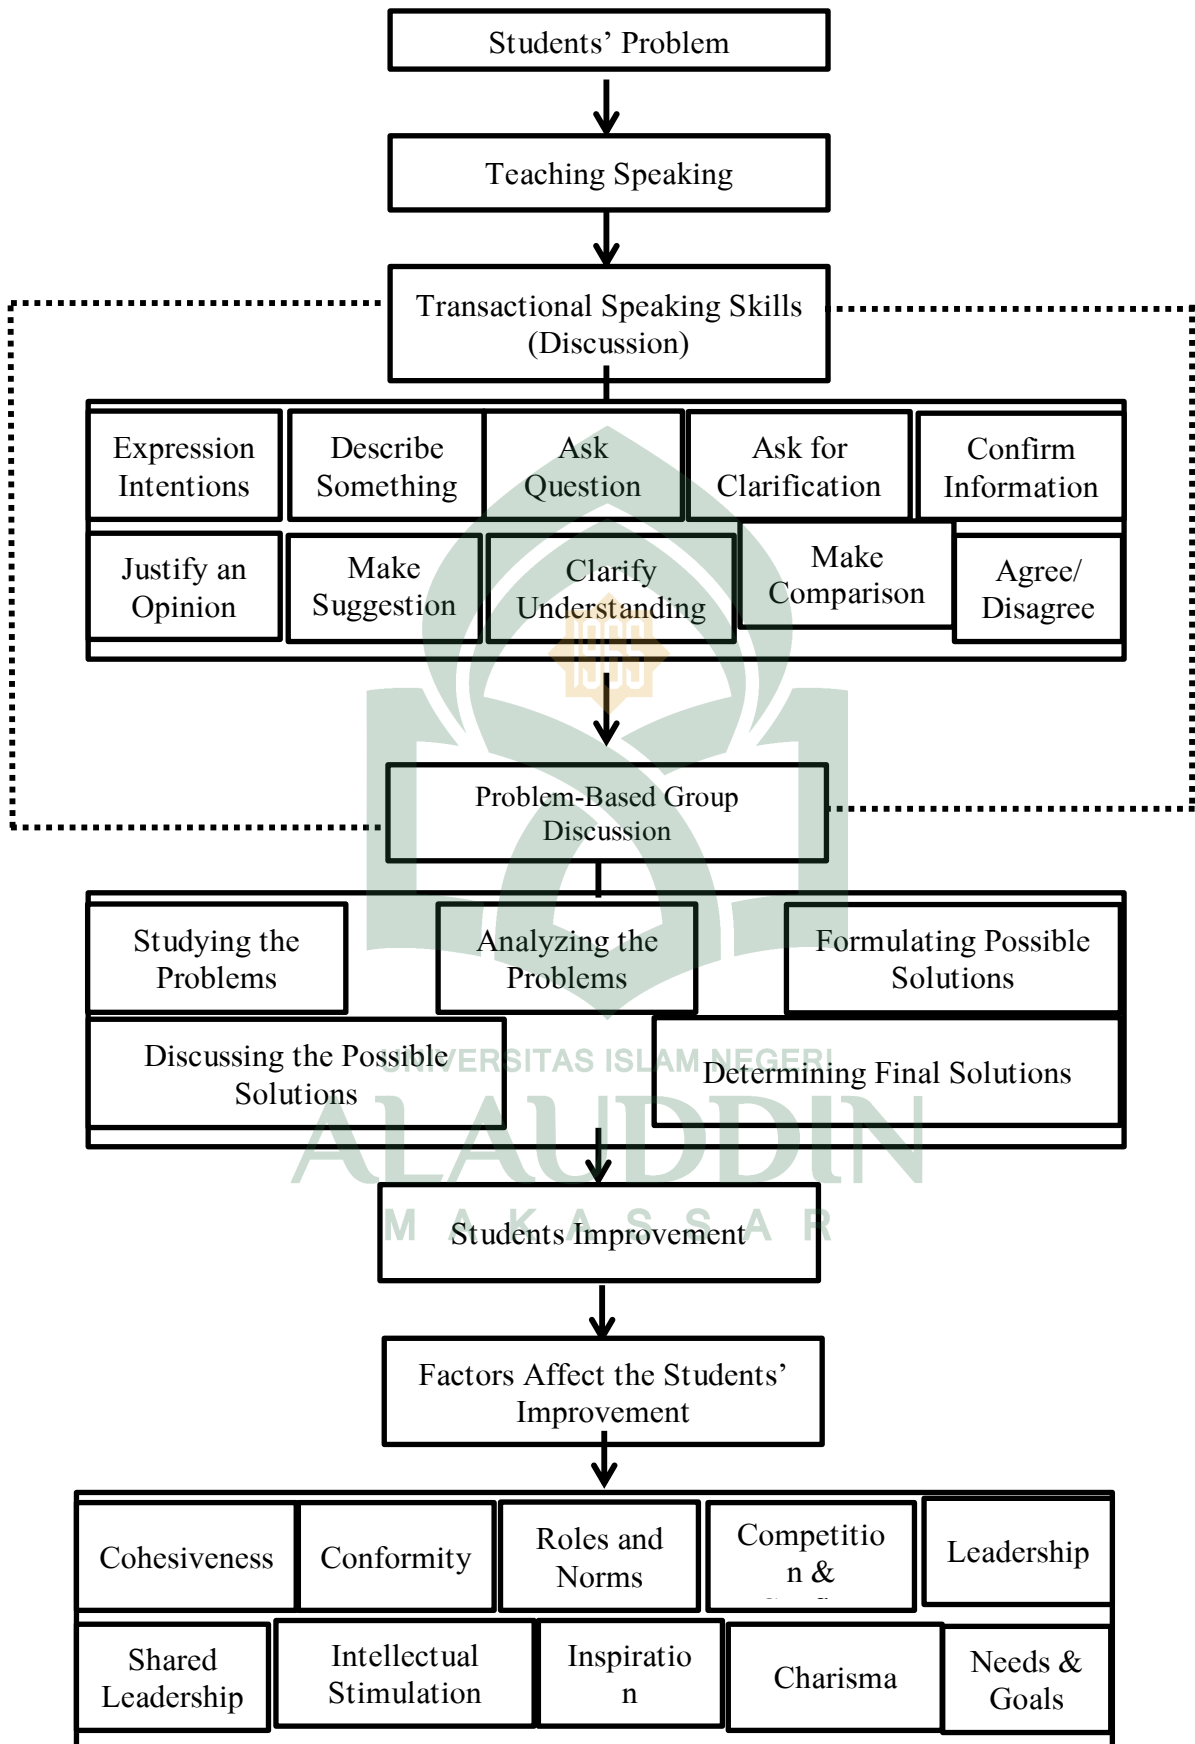 Students’ Problem
Teaching Speaking
Transactional Speaking Skills
(Discussion)
Expression
Intentions
Describe
Something
Ask
Question
Ask for
Clarification
Confirm
Information
Justify an
Opinion
Make
Suggestion
Clarify
Understanding
Make
Comparison
Agree/
Disagree
1965
Problem-Based Group
Discussion
Studying the
Problems
Analyzing the
Problems
Formulating Possible
Solutions
Discussing the Possible
Solutions
Determining Final Solutions
UNIVERSITAS ISLAM NEGERI
ALAUDDIN
MAKASSAR
Students Improvement
Factors Affect the Students’
Improvement
Cohesiveness
Conformity
Roles and
Norms
Competitio
n &
Leadership
Shared
Leadership
Intellectual
Stimulation
Inspiratio
n
Charisma
Needs &
Goals